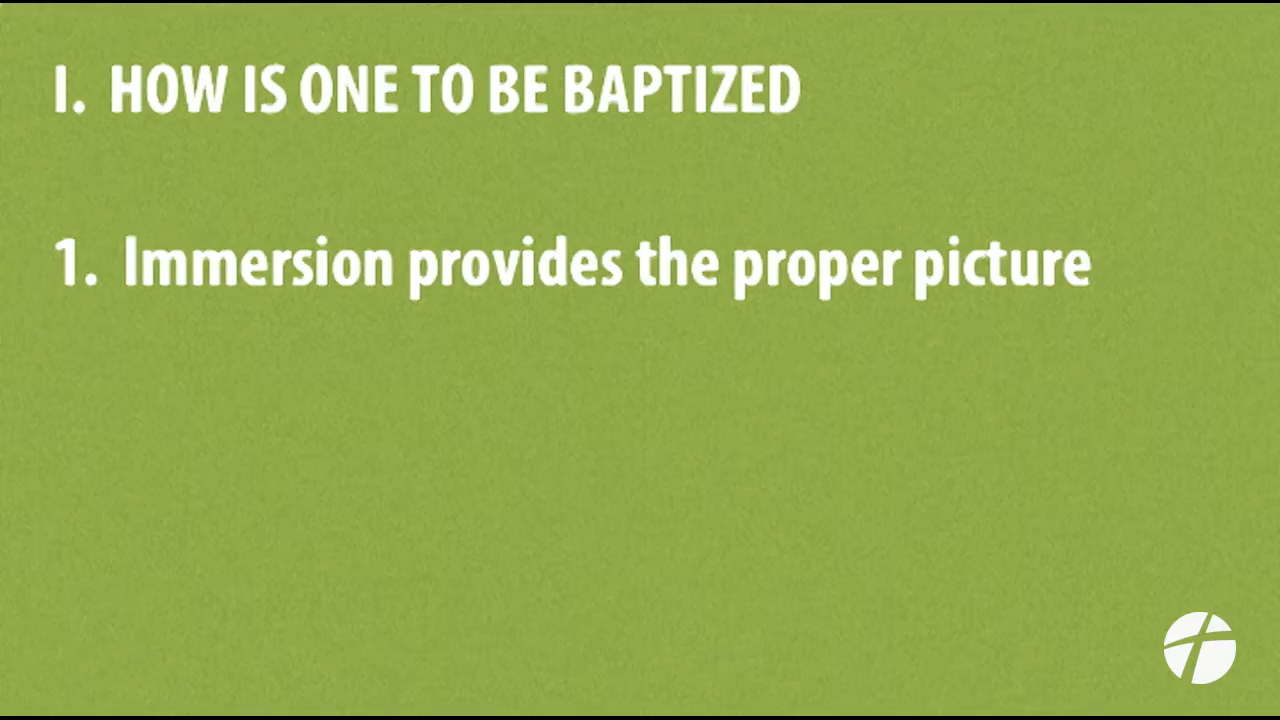 I. HOW IS ONE TO BE BAPTIZED
1. Immersion provides the proper picture